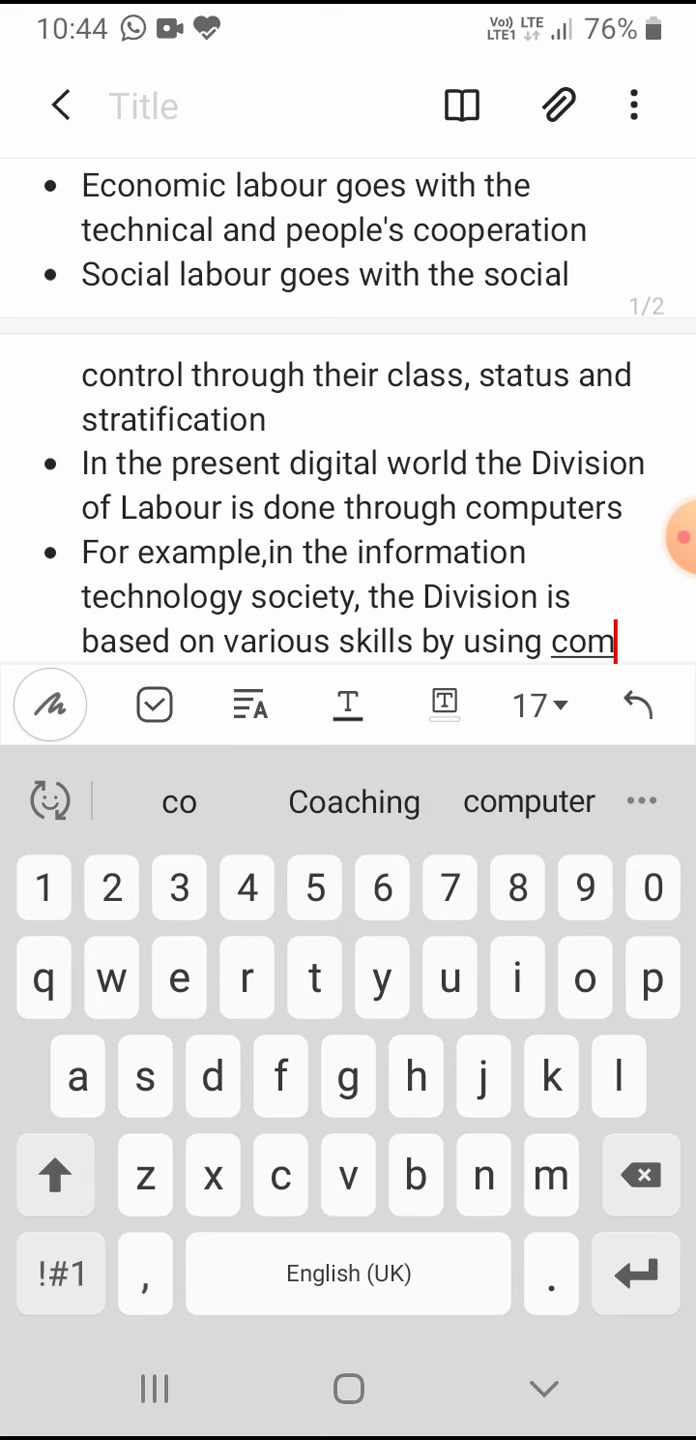 10:44 Vo)) LTE LTE1 76%
Title
Economic labour goes with the
technical and people's cooperation
Social labour goes with the social
1/2
control through their class, status and
stratification
In the present digital world the Division
of Labour is done through computers
For example,in the information
technology society, the Division is
based on various skills by using com
A T T 17
co Coaching computer
1 2 3 4 5 6 7 8 9 0
q w e r t y u i o p
a s d f g h j k l
z x c v b n m
!#1 , English (UK) .